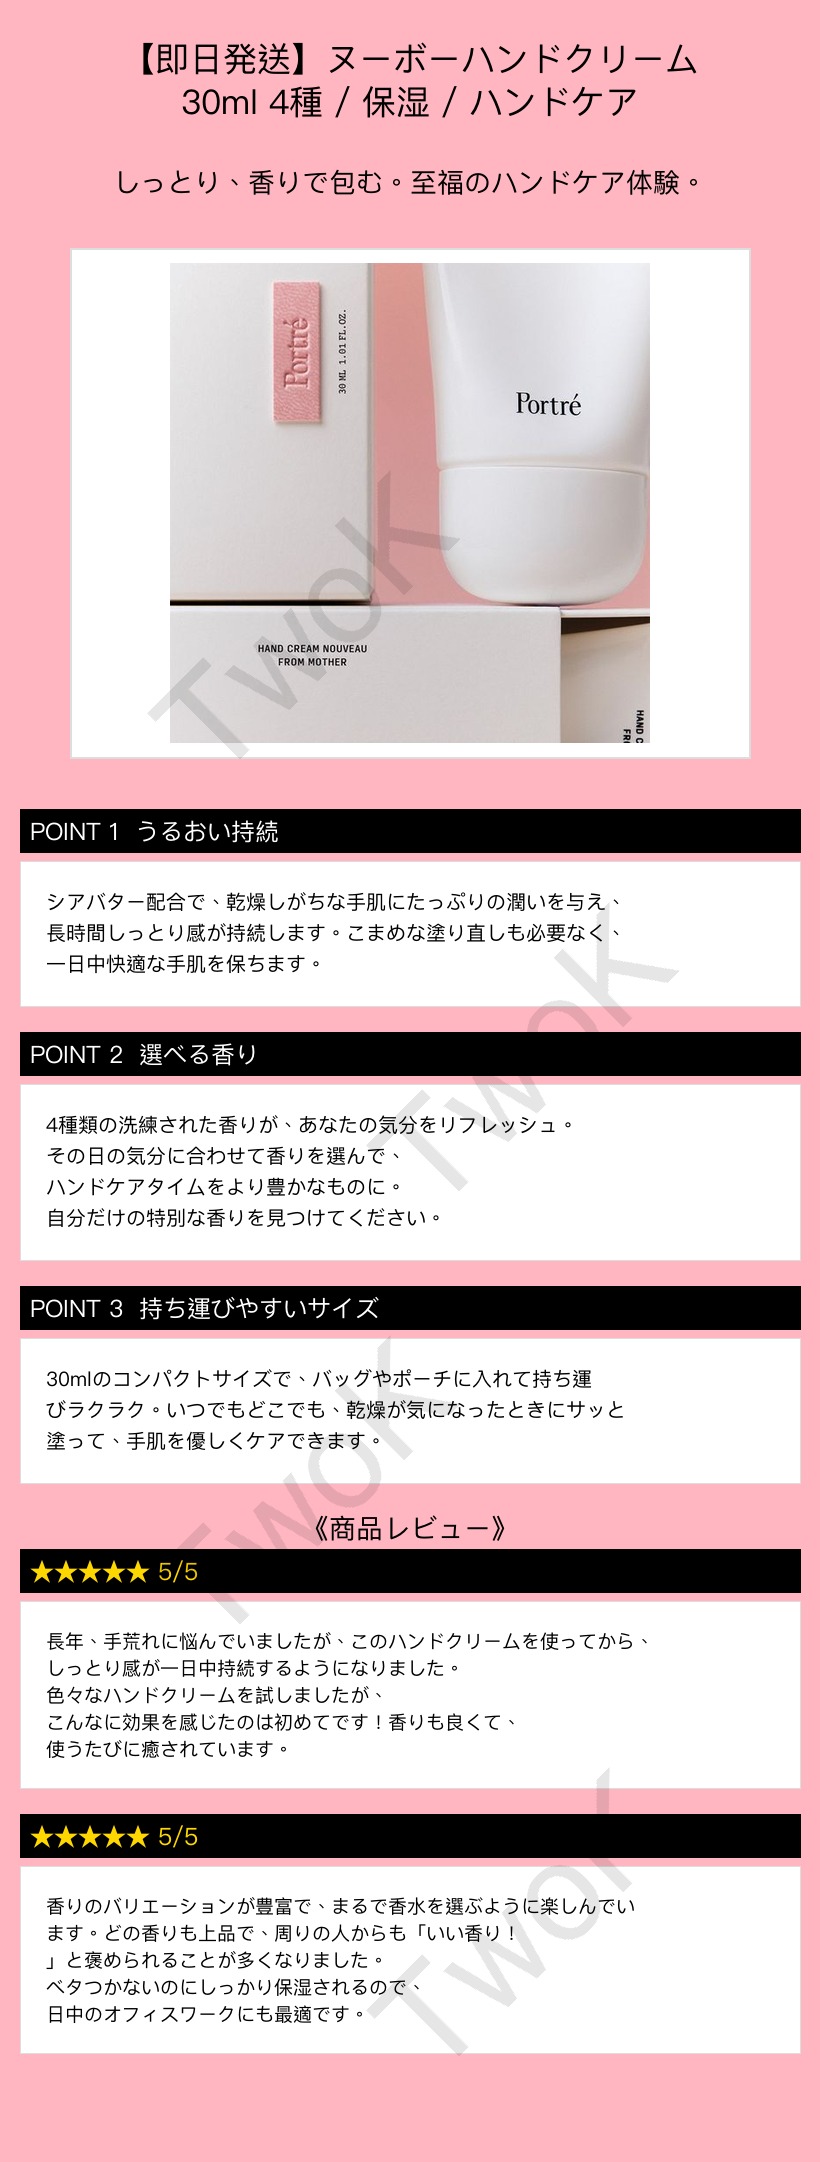 【即日発送】ヌーボーハンドクリーム
30ml 4種 / 保湿 / ハンドケア
しっとり、香りで包む。至福のハンドケア体験。
Portré
30 ML 1.01 FL.OZ.
Portré
HAND CREAM NOUVEAU
FROM MOTHER
HAND C
TwoK
POINT 1 うるおい持続
シアバター配合で、乾燥しがちな手肌にたっぷりの潤いを与え、
長時間しっとり感が持続します。こまめな塗り直しも必要なく、
一日中快適な手肌を保ちます。
TwoK
POINT 2 選べる香り
4種類の洗練された香りが、あなたの気分をリフレッシュ。
その日の気分に合わせて香りを選んで、
ハンドケアタイムをより豊かなものに。
自分だけの特別な香りを見つけてください。
POINT 3 持ち運びやすいサイズ
30mlのコンパクトサイズで、バッグやポーチに入れて持ち運
びラクラク。いつでもどこでも、乾燥が気になったときにサッと
塗って、手肌を優しくケアできます。
TwoK
《商品レビュー》
★★★★★ 5/5
長年、手荒れに悩んでいましたが、このハンドクリームを使ってから、
しっとり感が一日中持続するようになりました。
色々なハンドクリームを試しましたが、
こんなに効果を感じたのは初めてです！香りも良くて、
使うたびに癒されています。
★★★★★ 5/5
香りのバリエーションが豊富で、まるで香水を選ぶように楽しんでい
ます。どの香りも上品で、周りの人からも「いい香り！
」と褒められることが多くなりました。
ベタつかないのにしっかり保湿されるので、
日中のオフィスワークにも最適です。
TwoK